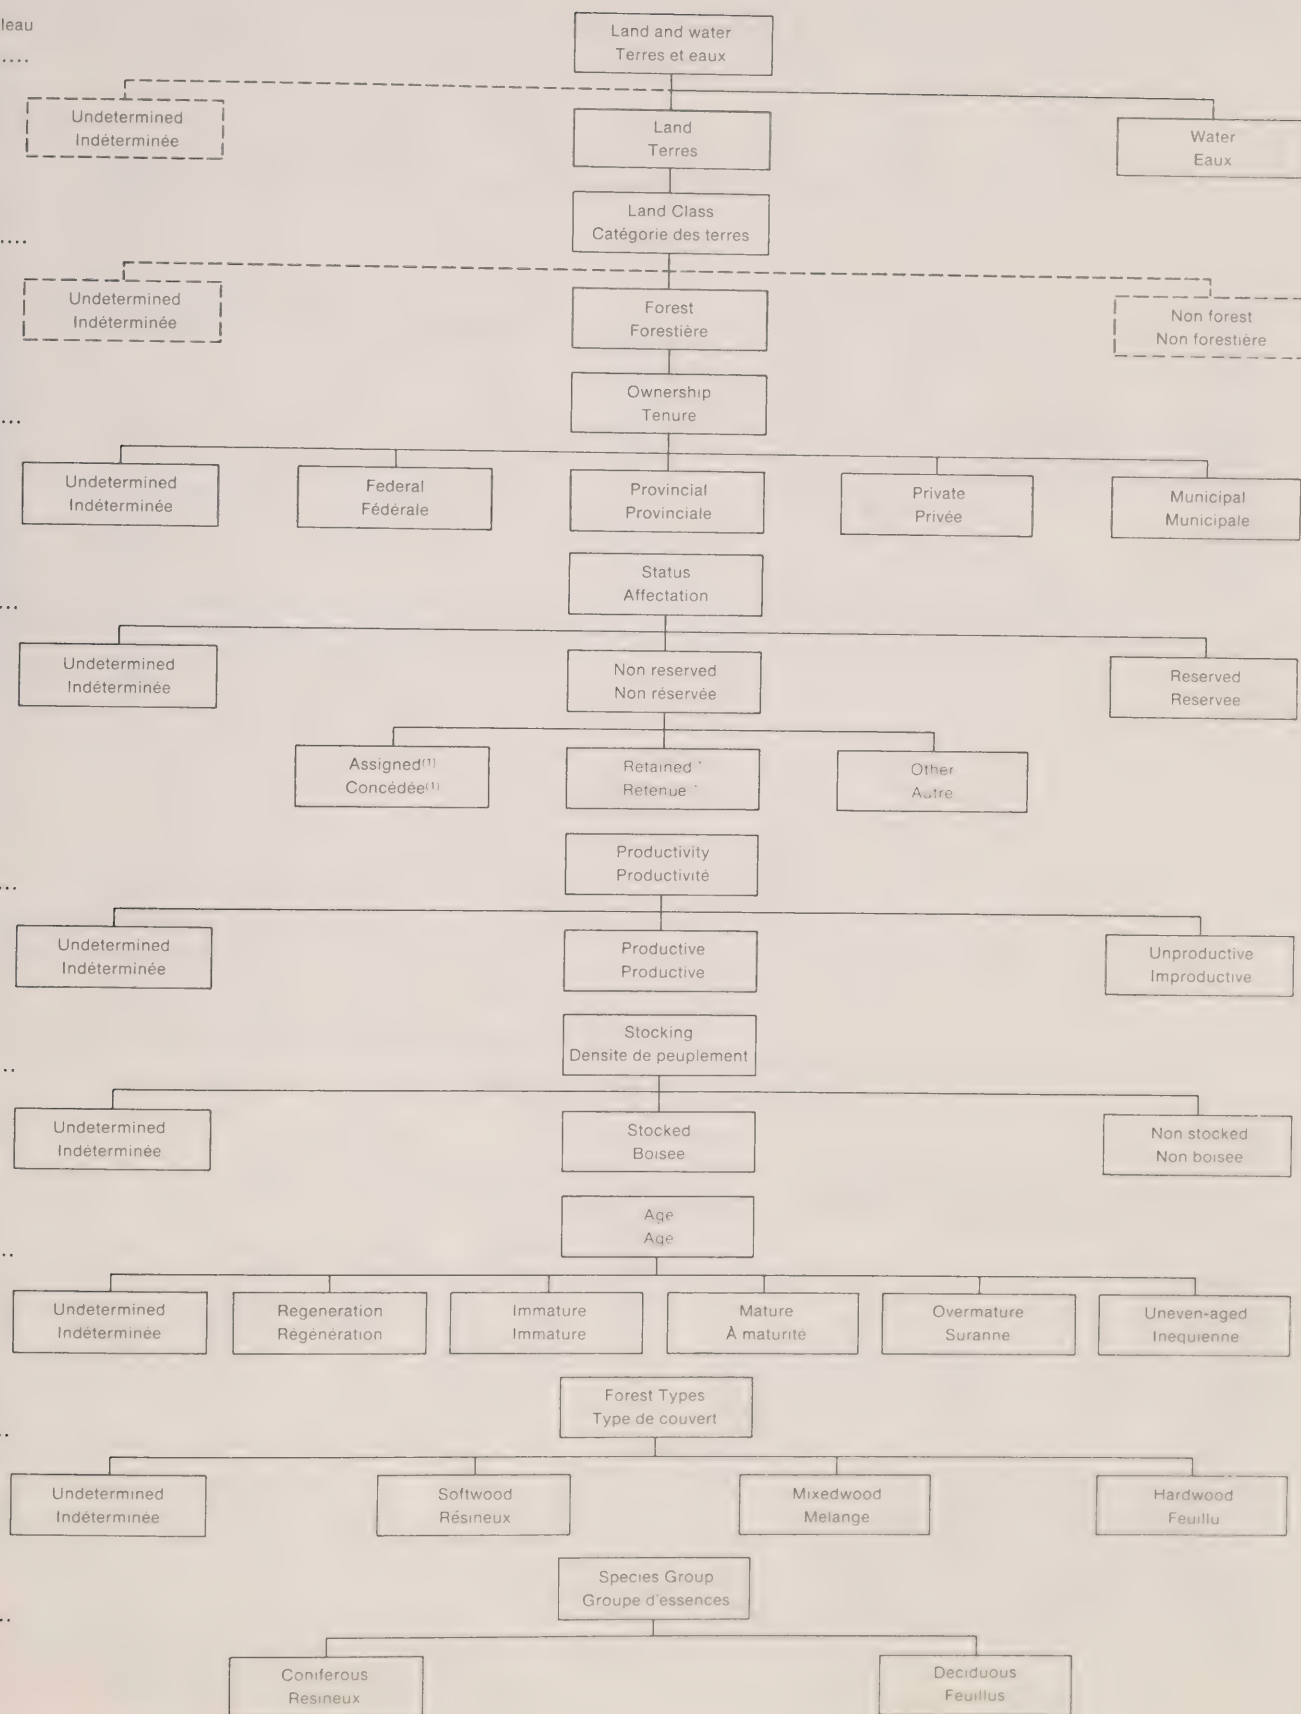 leau
Land and water
Terres et eaux
....
Undetermined
Indéterminée
Land
Terres
Water
Eaux
Land Class
Catégorie des terres
....
Undetermined
Indéterminée
Forest
Forestière
Non forest
Non forestière
Ownership
Tenure
...
Undetermined
Indéterminée
Federal
Fédérale
Provincial
Provinciale
Private
Privée
Municipal
Municipale
Status
Affectation
...
Undetermined
Indéterminée
Non reserved
Non réservée
Reserved
Reservee
Assigned(1)
Concédée(1)
Retained
Retenue
Other
Autre
Productivity
Productivité
...
Undetermined
Indéterminée
Productive
Productive
Unproductive
Improductive
Stocking
Densite de peuplement
..
Undetermined
Indéterminée
Stocked
Boisee
Non stocked
Non boisee
Age
Age
..
Undetermined
Indéterminée
Regeneration
Régénération
Immature
Immature
Mature
À maturité
Overmature
Suranne
Uneven-aged
Inequienne
Forest Types
Type de couvert
..
Undetermined
Indéterminée
Softwood
Résineux
Mixedwood
Melange
Hardwood
Feuillu
Species Group
Groupe d'essences
..
Coniferous
Resineux
Deciduous
Feuillus